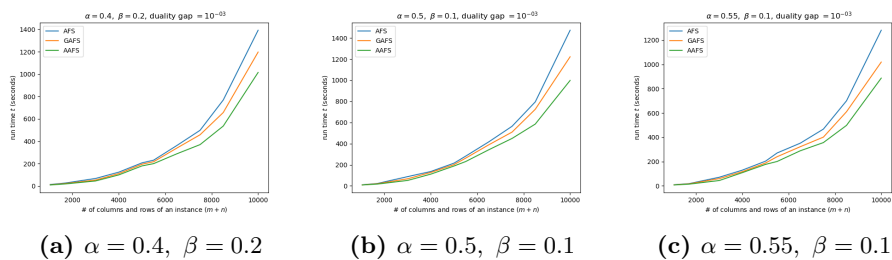 α = 0.4, β = 0.2, duality gap = 10⁻⁰³
AFS
GAFS
AAFS
run time t (seconds)
1400
1200
1000
800
600
400
200
0
2000 4000 6000 8000 10000
# of columns and rows of an instance (m + n)
(a) α = 0.4, β = 0.2
α = 0.5, β = 0.1, duality gap = 10⁻⁰³
AFS
GAFS
AAFS
run time t (seconds)
1400
1200
1000
800
600
400
200
0
2000 4000 6000 8000 10000
# of columns and rows of an instance (m + n)
(b) α = 0.5, β = 0.1
α = 0.55, β = 0.1, duality gap = 10⁻⁰³
AFS
GAFS
AAFS
run time t (seconds)
1200
1000
800
600
400
200
0
2000 4000 6000 8000 10000
# of columns and rows of an instance (m + n)
(c) α = 0.55, β = 0.1